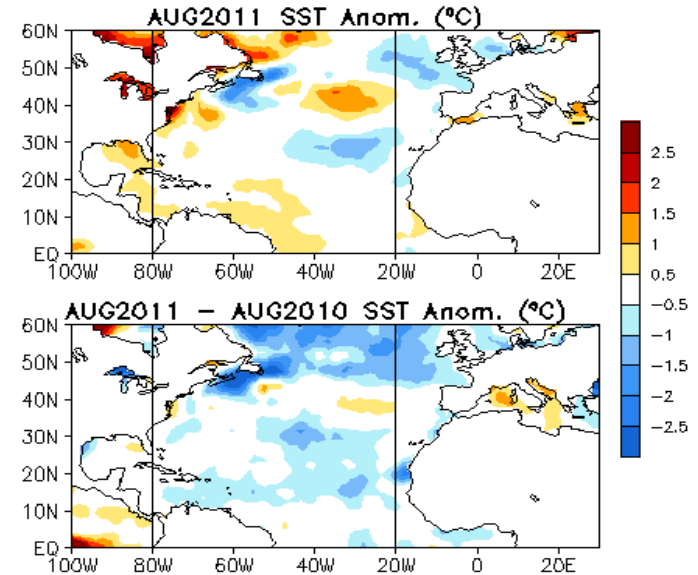 AUG2011 SST Anom. (°C)
60N
50N
40N
30N
20N
10N
EQ
100W 80W 60W 40W 20W 0 20E
2.5
2
1.5
1
0.5
-0.5
-1
-1.5
-2
-2.5
AUG2011 - AUG2010 SST Anom. (°C)
60N
50N
40N
30N
20N
10N
EQ
100W 80W 60W 40W 20W 0 20E